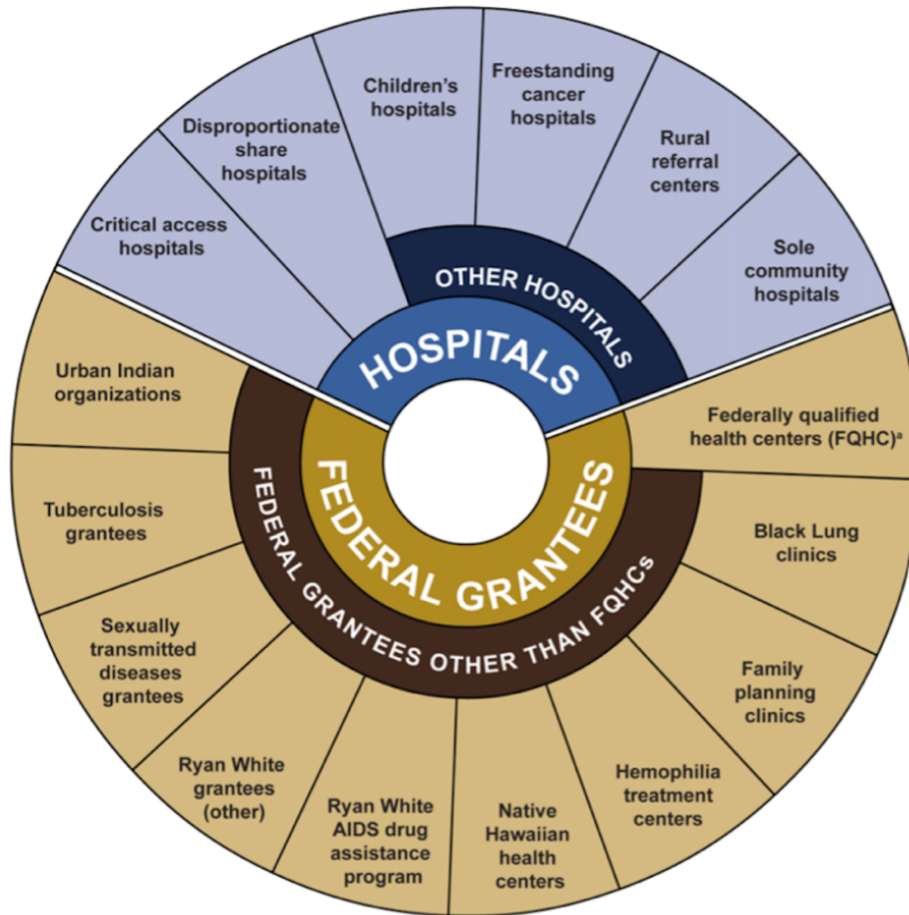 Children's
hospitals
Freestanding
cancer
hospitals
Disproportionate
share
hospitals
Rural
referral
centers
Critical access
hospitals
Sole
community
hospitals
OTHER HOSPITALS
HOSPITALS
Urban Indian
organizations
Federally qualified
health centers (FQHC)ª
FEDERAL GRANTEES
FEDERAL GRANTEES OTHER THAN FQHCs
Tuberculosis
grantees
Black Lung
clinics
Sexually
transmitted
diseases
grantees
Family
planning
clinics
Ryan White
grantees
(other)
Ryan White
AIDS drug
assistance
program
Native
Hawaiian
health
centers
Hemophilia
treatment
centers